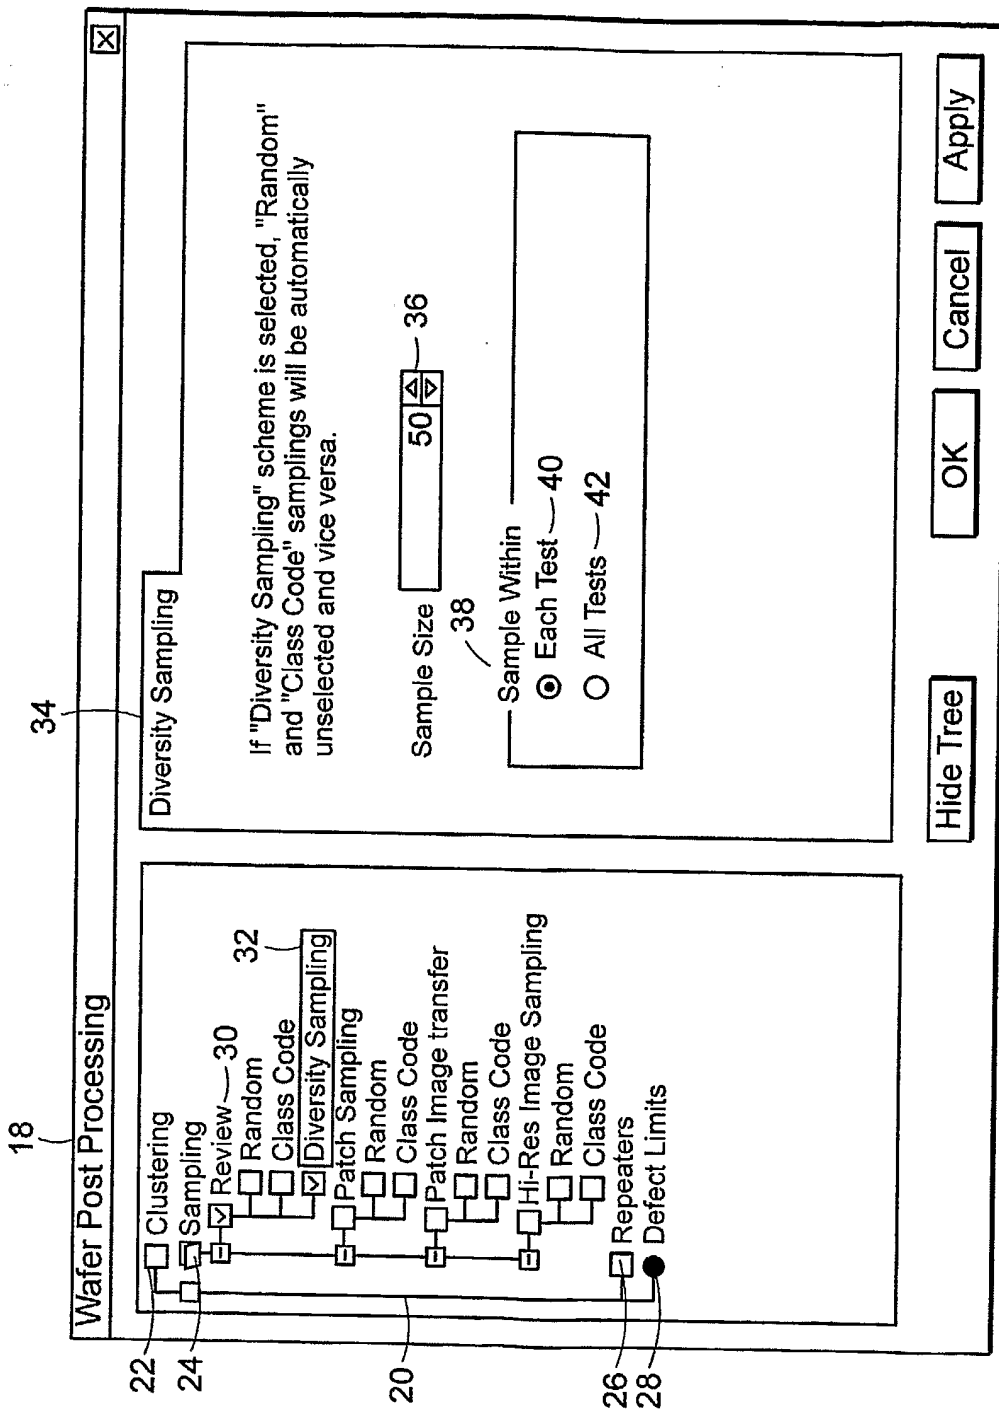 18
Wafer Post Processing
34
22
Clustering
24
Sampling
Review 30
Random
Class Code
32
Diversity Sampling
Patch Sampling
Random
Class Code
Patch Image transfer
Random
Class Code
Hi-Res Image Sampling
Random
Class Code
20
26
Repeaters
28
Defect Limits
Diversity Sampling
If "Diversity Sampling" scheme is selected, "Random"
and "Class Code" samplings will be automatically
unselected and vice versa.
Sample Size 50 36
38
Sample Within
Each Test 40
All Tests 42
Hide Tree
OK
Cancel
Apply